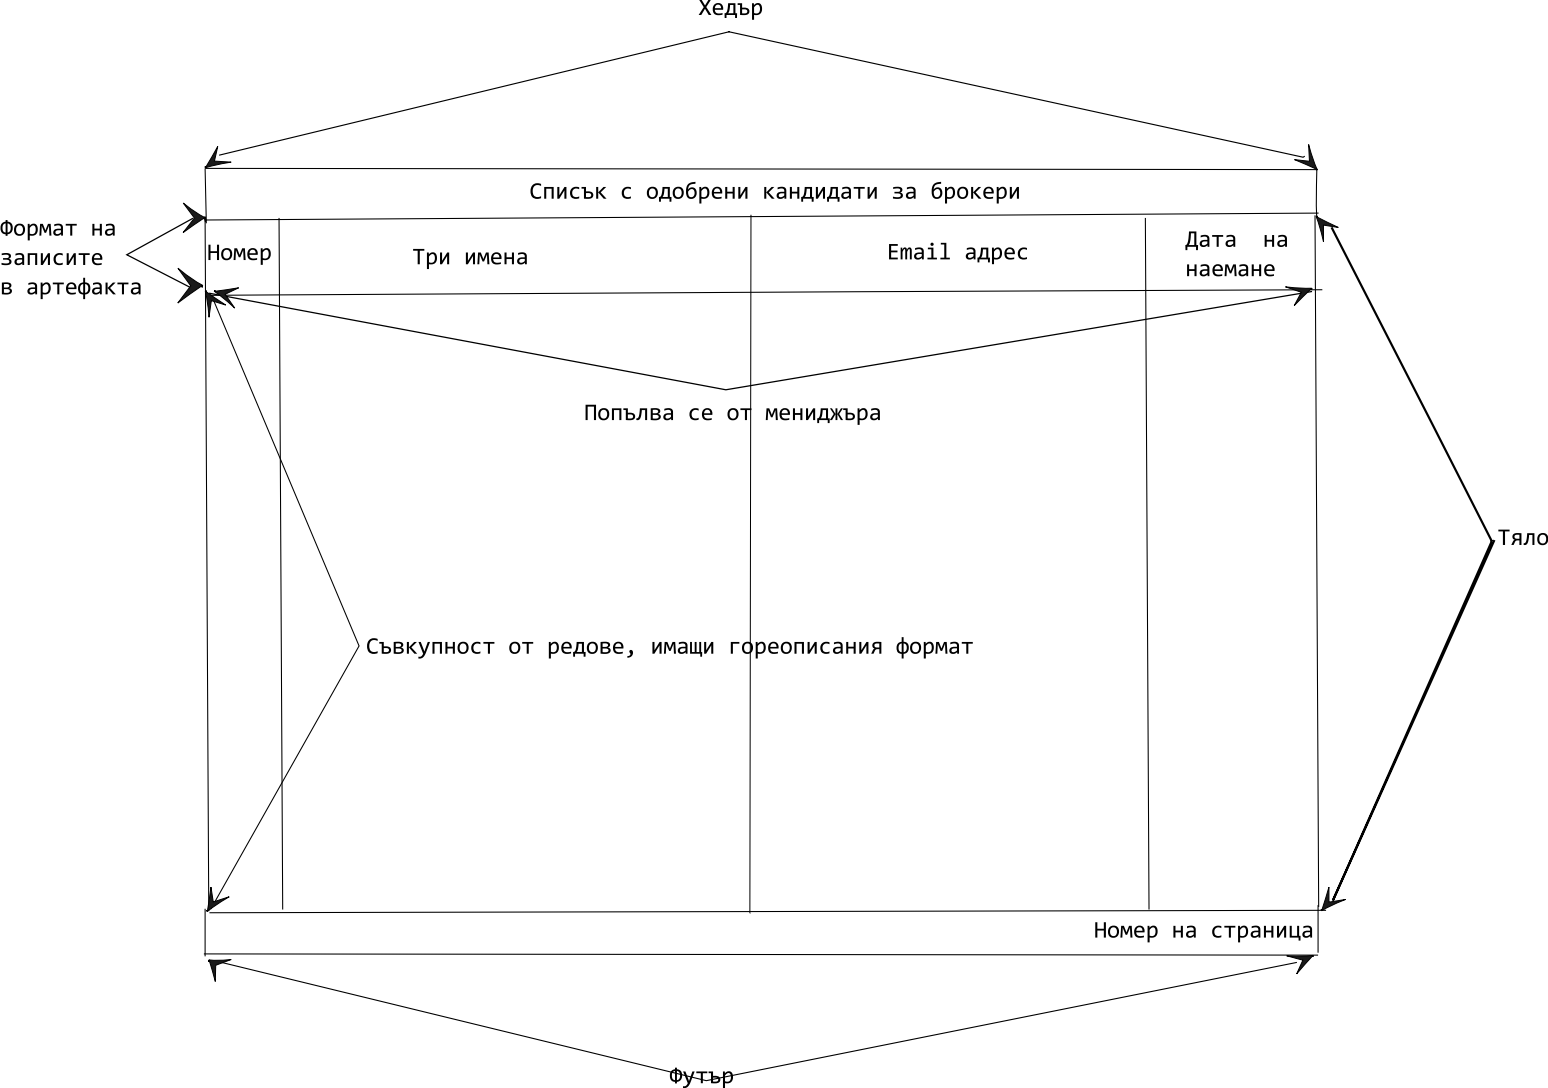 Хедър
Списък с одобрени кандидати за брокери
Формат на
записите
в артефакта
Номер
Три имена
Email адрес
Дата на
наемане
Попълва се от мениджъра
Тяло
Съвкупност от редове, имащи гореописания формат
Номер на страница
Футър